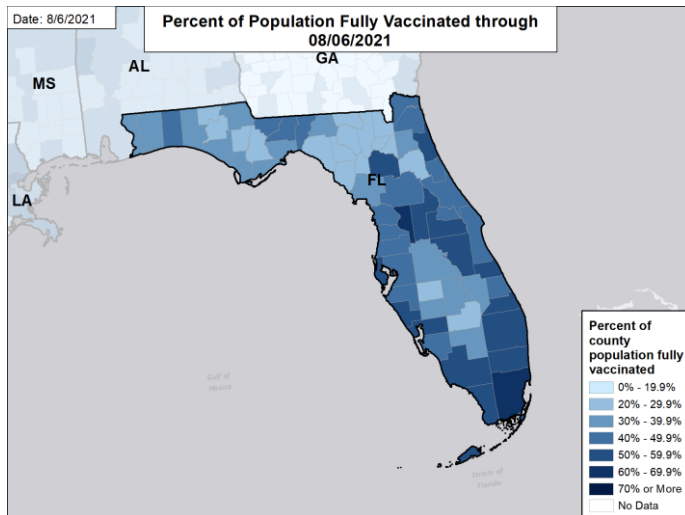 Date: 8/6/2021
Percent of Population Fully Vaccinated through
08/06/2021
MS
AL
GA
LA
FL
Gulf of
Mexico
Straits of
Florida
Percent of
county
population fully
vaccinated
0% - 19.9%
20% - 29.9%
30% - 39.9%
40% - 49.9%
50% - 59.9%
60% - 69.9%
70% or More
No Data